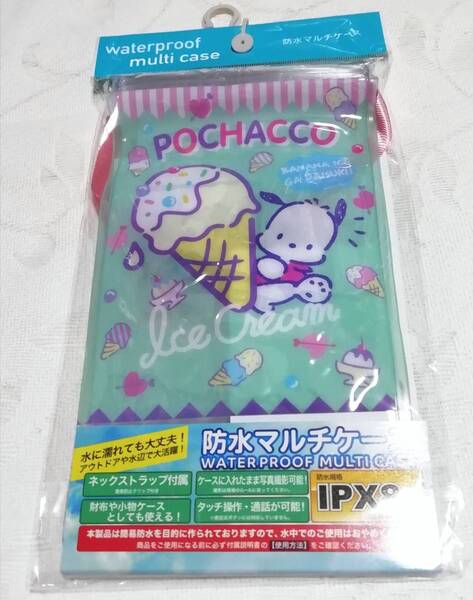 waterproof
multi case
防水マルチケース
POCHACCO
BANANA ICE
GA DAISUKI!
Ice Cream
水に濡れても大丈夫!
アウトドアや水辺で大活躍!
防水マルチケー
WATER PROOF MULTI CA
ネックストラップ付属
ケースに入れたまま写真撮影可能!
防水規格
IPX
財布や小物ケース
としても使える!
タッチ操作・通話が可能!
本製品は簡易防水を目的に作られておりますので、水中でのご使用はおやめく
商品をご使用になる前に必ず付属説明書の【使用方法】をご確認くだ